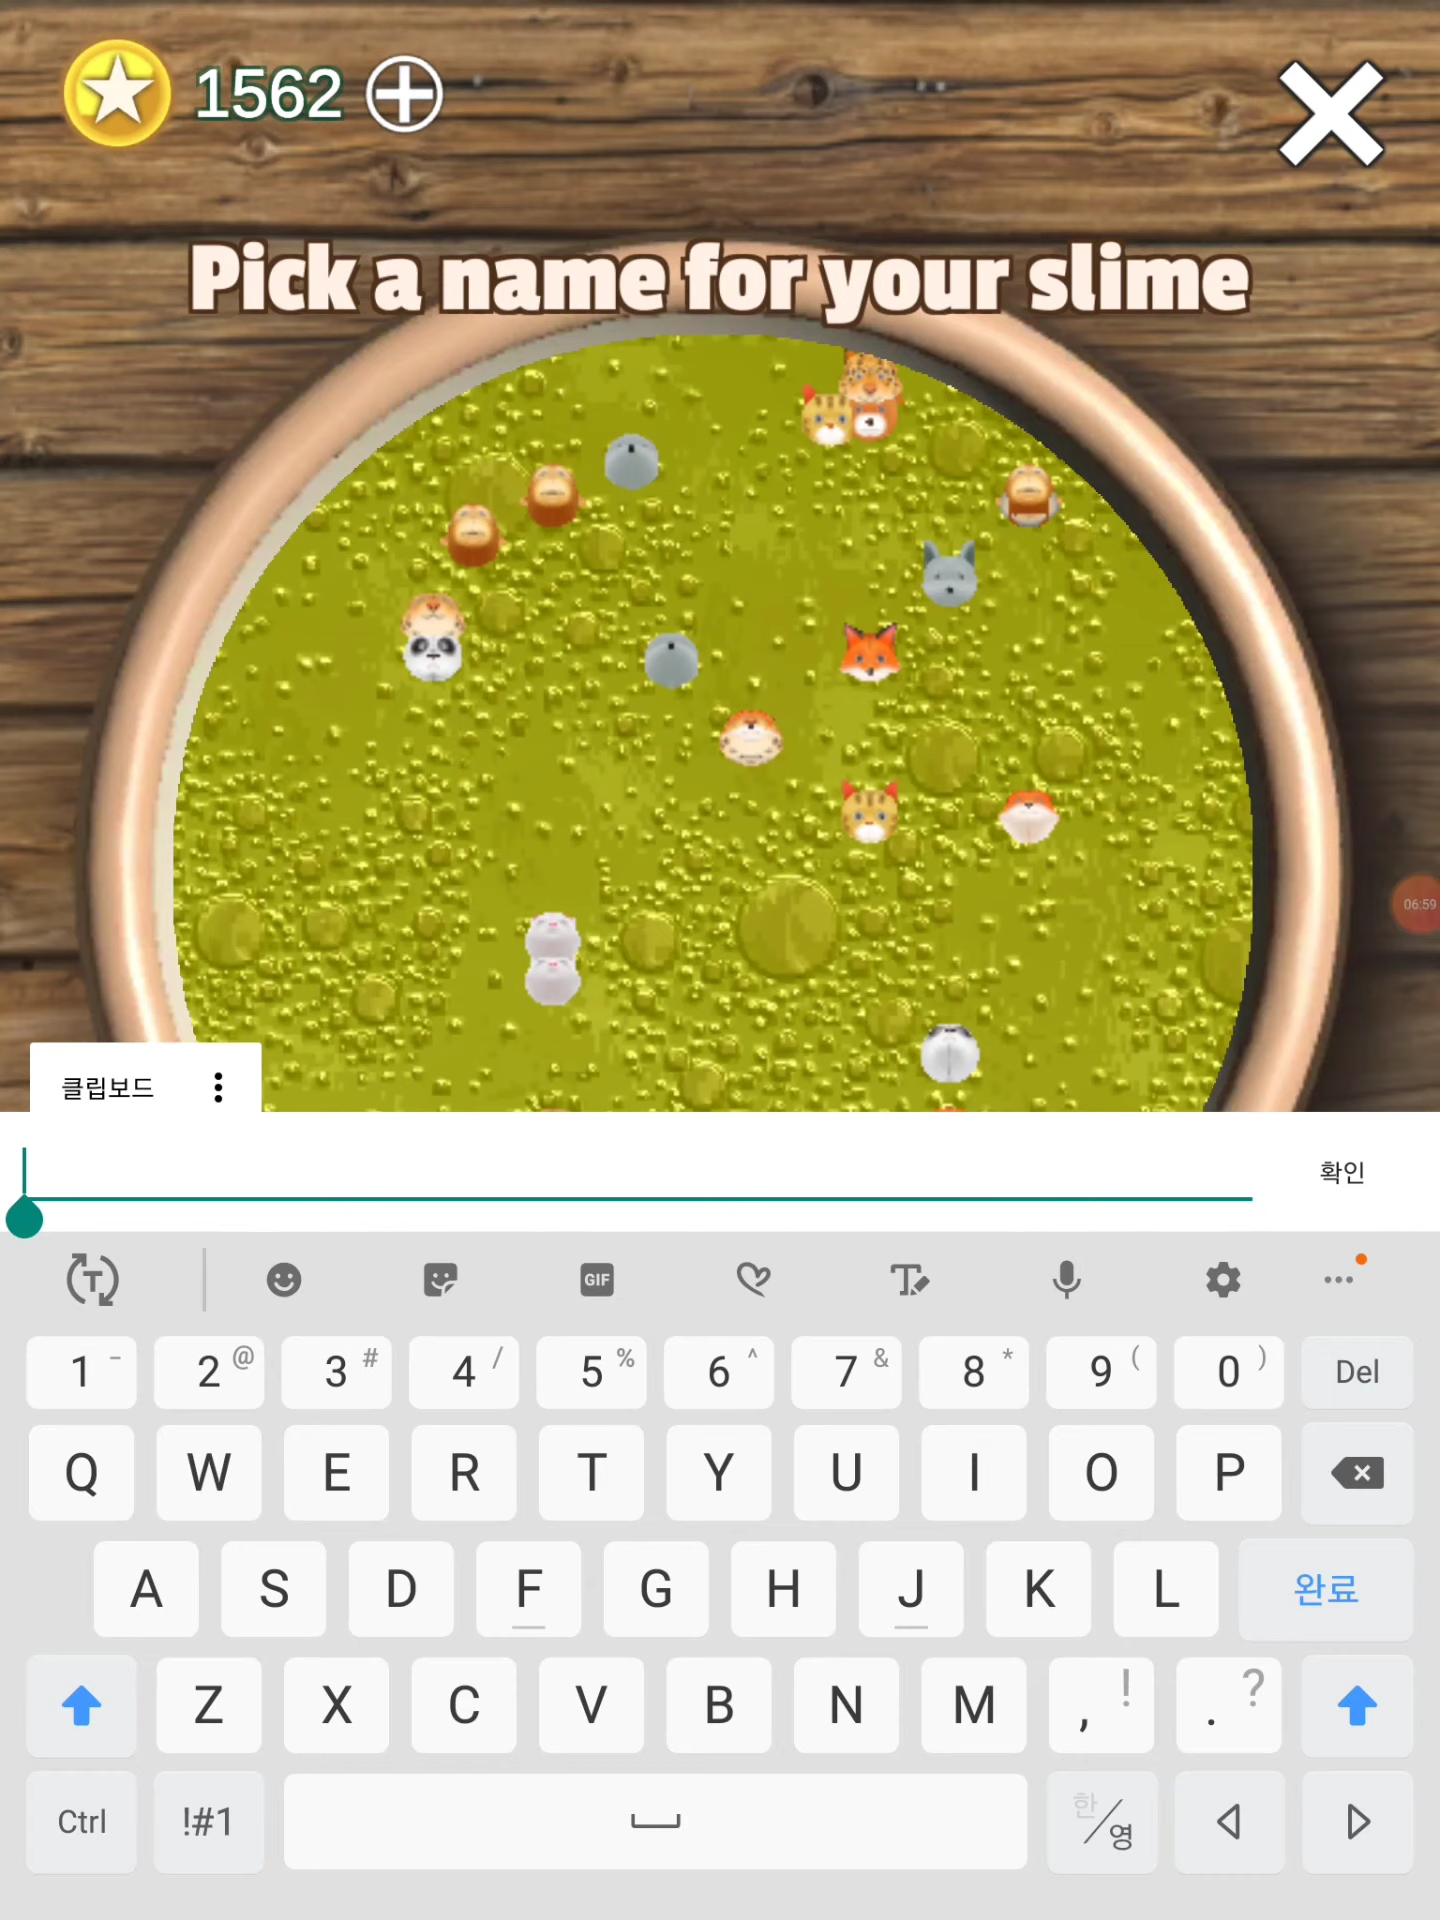 1562
Pick a name for your slime
06:59
클립보드
확인
GIF
1 - 2 @ 3 # 4 / 5 % 6 ^ 7 & 8 * 9 ( 0 ) Del
Q W E R T Y U I O P
A S D F G H J K L 완료
Z X C V B N M , ! . ?
Ctrl !#1 한/영